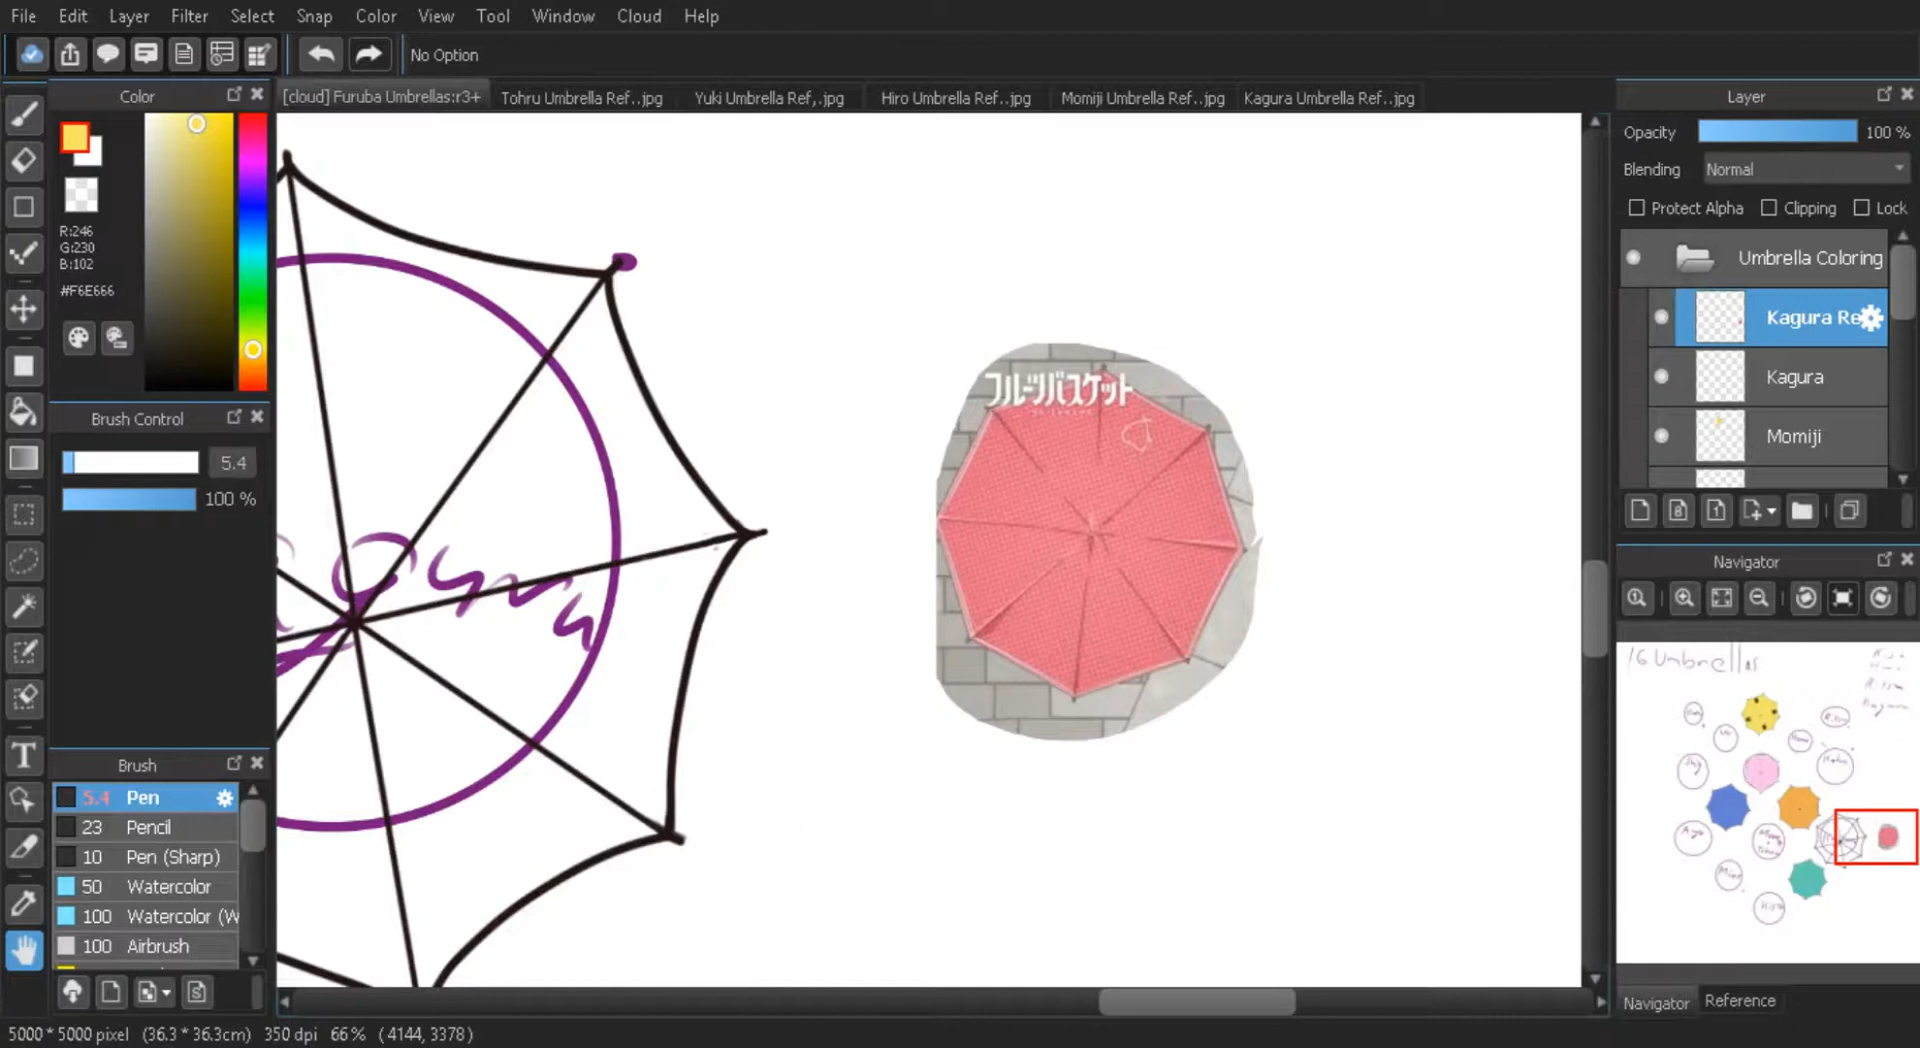 File Edit Layer Filter Select Snap Color View Tool Window Cloud Help
No Option
[cloud] Furuba Umbrellas:r3+ Tohru Umbrella Ref..jpg Yuki Umbrella Ref,.jpg Hiro Umbrella Ref..jpg Momiji Umbrella Ref..jpg Kagura Umbrella Ref..jpg
Color
R:246
G:230
B:102
#F6E666
Brush Control
5.4
100 %
Brush
5.4 Pen
23 Pencil
10 Pen (Sharp)
50 Watercolor
100 Watercolor (W
100 Airbrush
フルーツバスケット
Layer
Opacity 100 %
Blending Normal
Protect Alpha Clipping Lock
Umbrella Coloring
Kagura Re
Kagura
Momiji
Navigator
16 Umbrellas
Navigator Reference
5000 * 5000 pixel (36.3 * 36.3cm) 350 dpi 66 % ( 4144, 3378 )